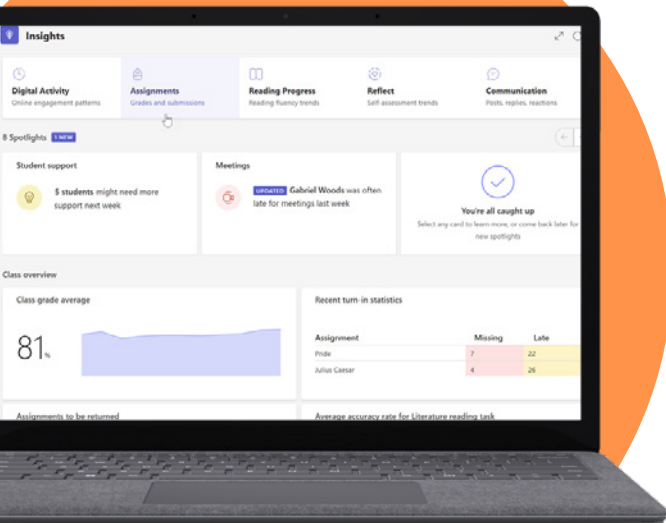 Insights
Digital Activity
Online engagement patterns
Assignments
Grades and submissions
Reading Progress
Reading fluency trends
Reflect
Self assessment trends
Communication
Posts, replies, reactions
8 Spotlights 1 NEW
Student support
5 students might need more
support next week
Meetings
UPDATED Gabriel Woods was often
late for meetings last week
You're all caught up
Select any card to learn more, or come back later for
new spotlights
Class overview
Class grade average
81%
Recent turn-in statistics
Assignment Missing Late
Pride 7 22
Julius Caesar 4 26
Assignments to be returned
Average accuracy rate for Literature reading task